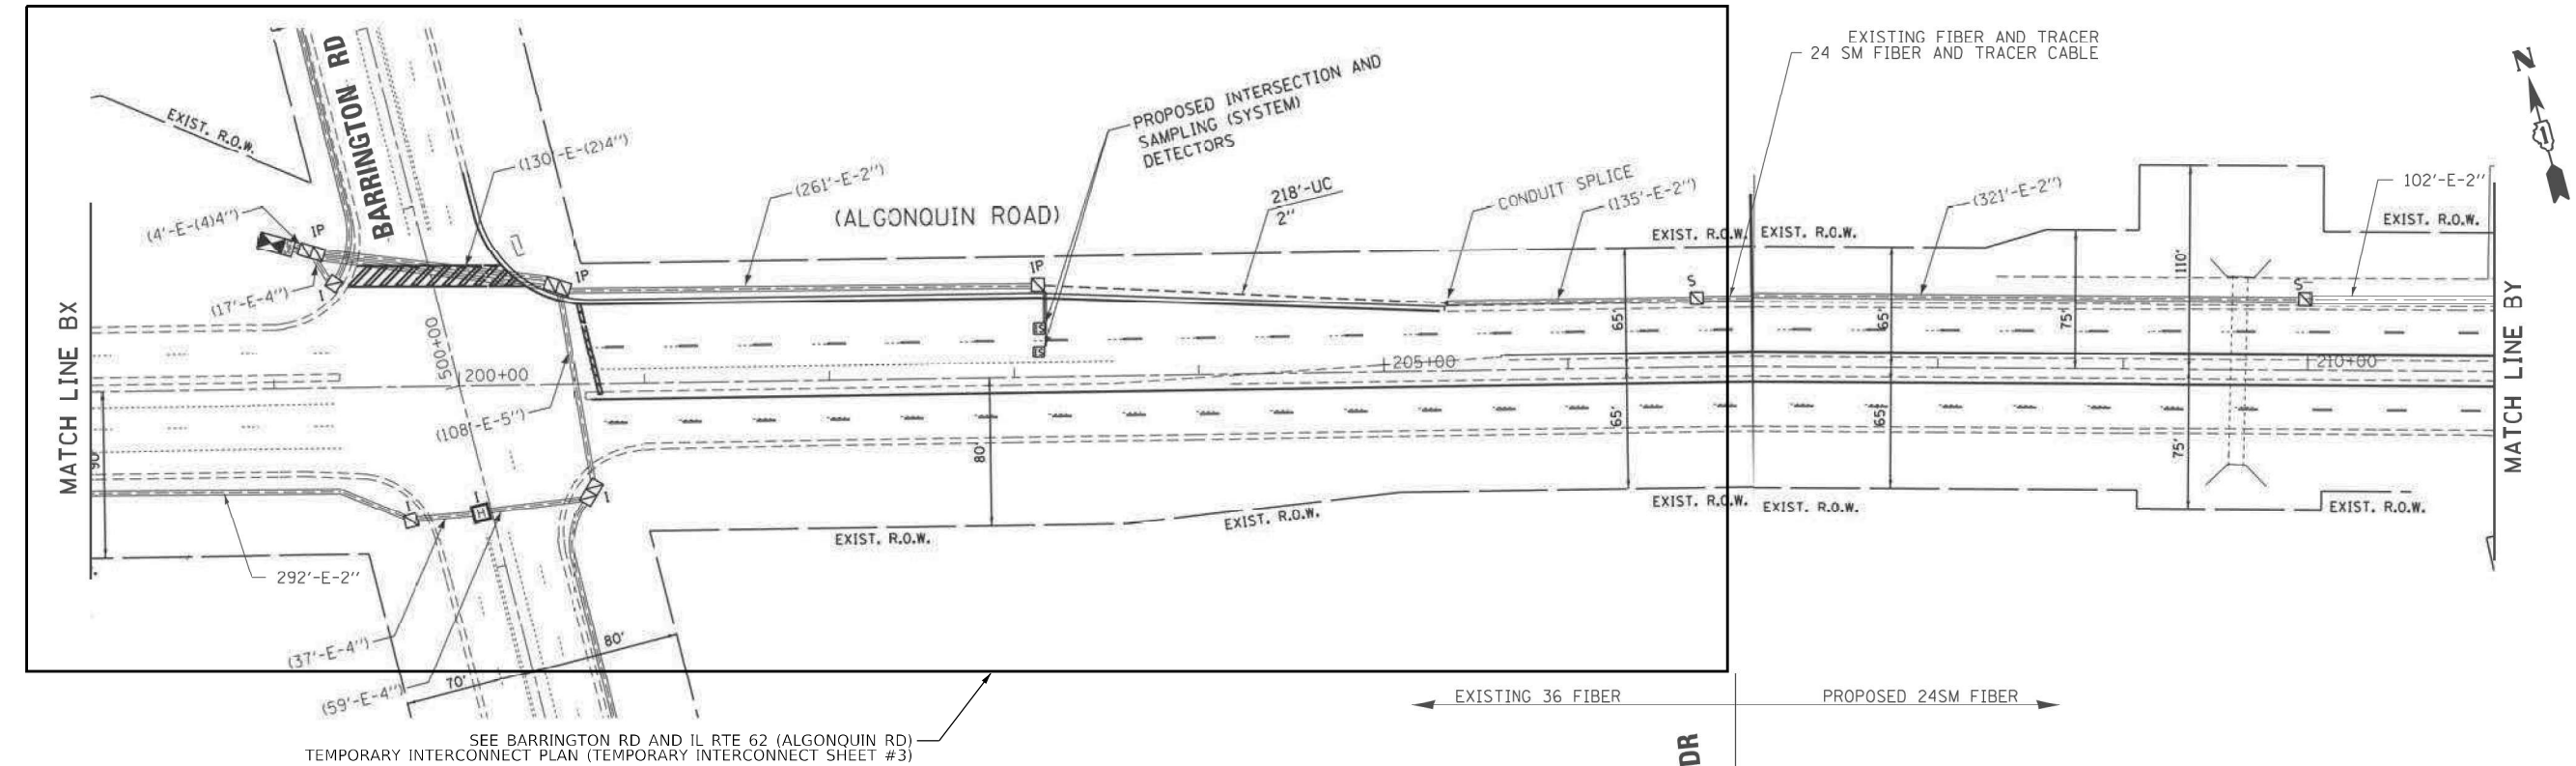 EXISTING FIBER AND TRACER
24 SM FIBER AND TRACER CABLE
N
1
BARRINGTON RD
EXIST. R.O.W.
PROPOSED INTERSECTION AND
SAMPLING (SYSTEM)
DETECTORS
(130'-E-(2)4")
(261'-E-2")
(ALGONQUIN ROAD)
218'-UC
2"
CONDUIT SPLICE
(135'-E-2")
(321'-E-2")
102'-E-2"
EXIST. R.O.W.
EXIST. R.O.W.
EXIST. R.O.W.
(4'-E-(4)4")
IP
IP
IP
S
S
110'
(17'-E-4")
I
65'
65'
75'
S
S
MATCH LINE BX
MATCH LINE BY
500+00
200+00
205+00
210+00
(108'-E-5")
90'
80'
65'
65'
75'
I
I
I
H
EXIST. R.O.W.
EXIST. R.O.W.
EXIST. R.O.W.
EXIST. R.O.W.
EXIST. R.O.W.
292'-E-2"
(37'-E-4")
80'
70'
(59'-E-4")
EXISTING 36 FIBER
PROPOSED 24SM FIBER
SEE BARRINGTON RD AND IL RTE 62 (ALGONQUIN RD)
TEMPORARY INTERCONNECT PLAN (TEMPORARY INTERCONNECT SHEET #3)
DR